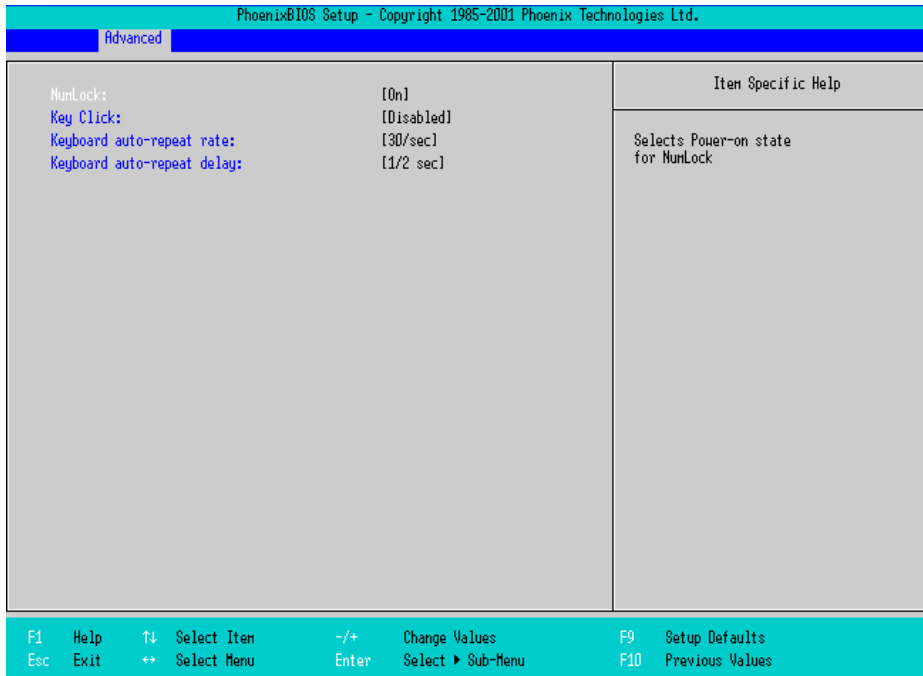 PhoenixBIOS Setup - Copyright 1985-2001 Phoenix Technologies Ltd.
Advanced
NumLock: [On]
Key Click: [Disabled]
Keyboard auto-repeat rate: [30/sec]
Keyboard auto-repeat delay: [1/2 sec]
Item Specific Help
Selects Power-on state
for NumLock
F1 Help ↑↓ Select Item -/+ Change Values F9 Setup Defaults
Esc Exit ↔ Select Menu Enter Select ▶ Sub-Menu F10 Previous Values